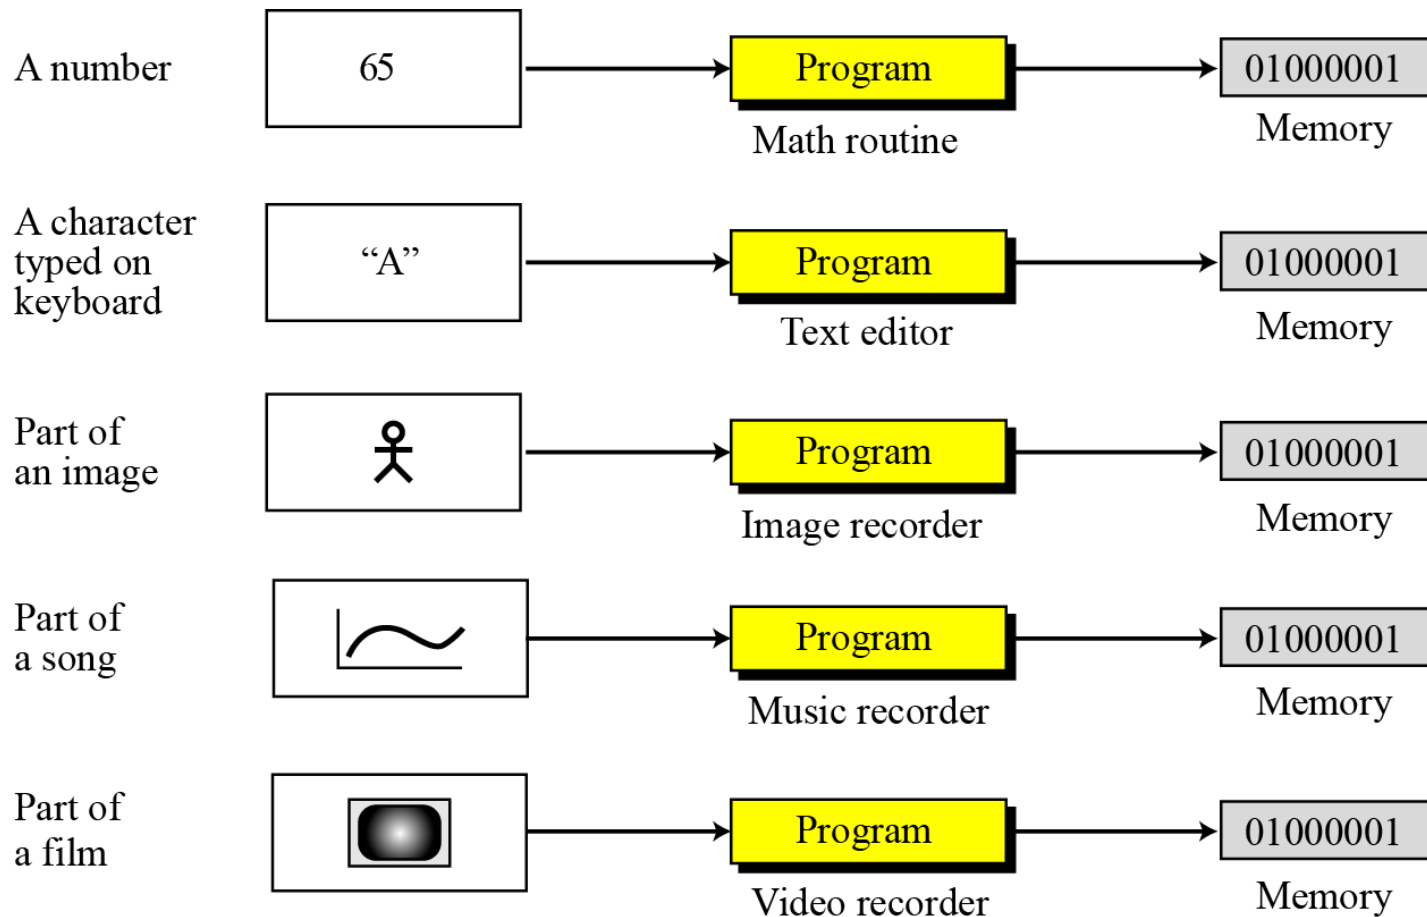 A number
65
Program
Math routine
01000001
Memory
A character
typed on
keyboard
“A”
Program
Text editor
01000001
Memory
Part of
an image
Program
Image recorder
01000001
Memory
Part of
a song
Program
Music recorder
01000001
Memory
Part of
a film
Program
Video recorder
01000001
Memory